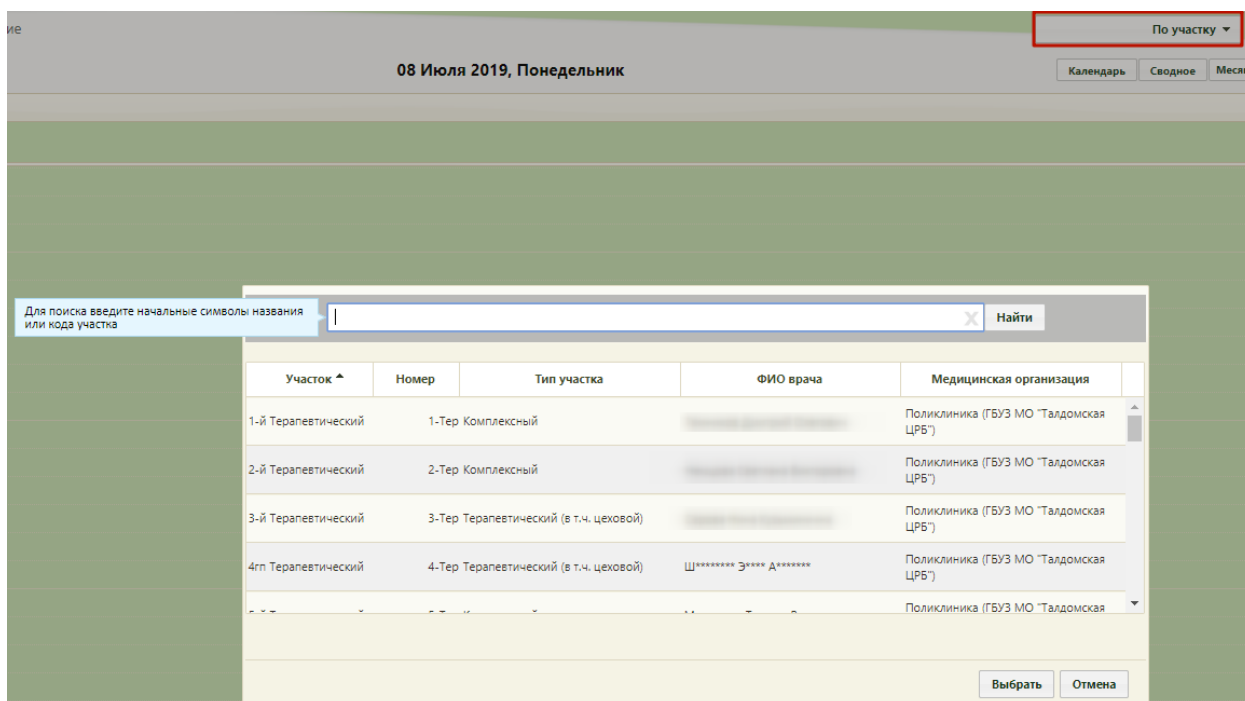 ие
По участку
08 Июля 2019, Понедельник
Календарь Сводное Меся
Для поиска введите начальные символы названия
или кода участка
X Найти
Участок Номер Тип участка ФИО врача Медицинская организация
1-й Терапевтический 1-Тер Комплексный Поликлиника (ГБУЗ МО "Талдомская
ЦРБ")
2-й Терапевтический 2-Тер Комплексный Поликлиника (ГБУЗ МО "Талдомская
ЦРБ")
3-й Терапевтический 3-Тер Терапевтический (в т.ч. цеховой) Поликлиника (ГБУЗ МО "Талдомская
ЦРБ")
4гп Терапевтический 4-Тер Терапевтический (в т.ч. цеховой) Ш******** Э**** А******* Поликлиника (ГБУЗ МО "Талдомская
ЦРБ")
Поликлиника (ГБУЗ МО "Талдомская
Выбрать Отмена